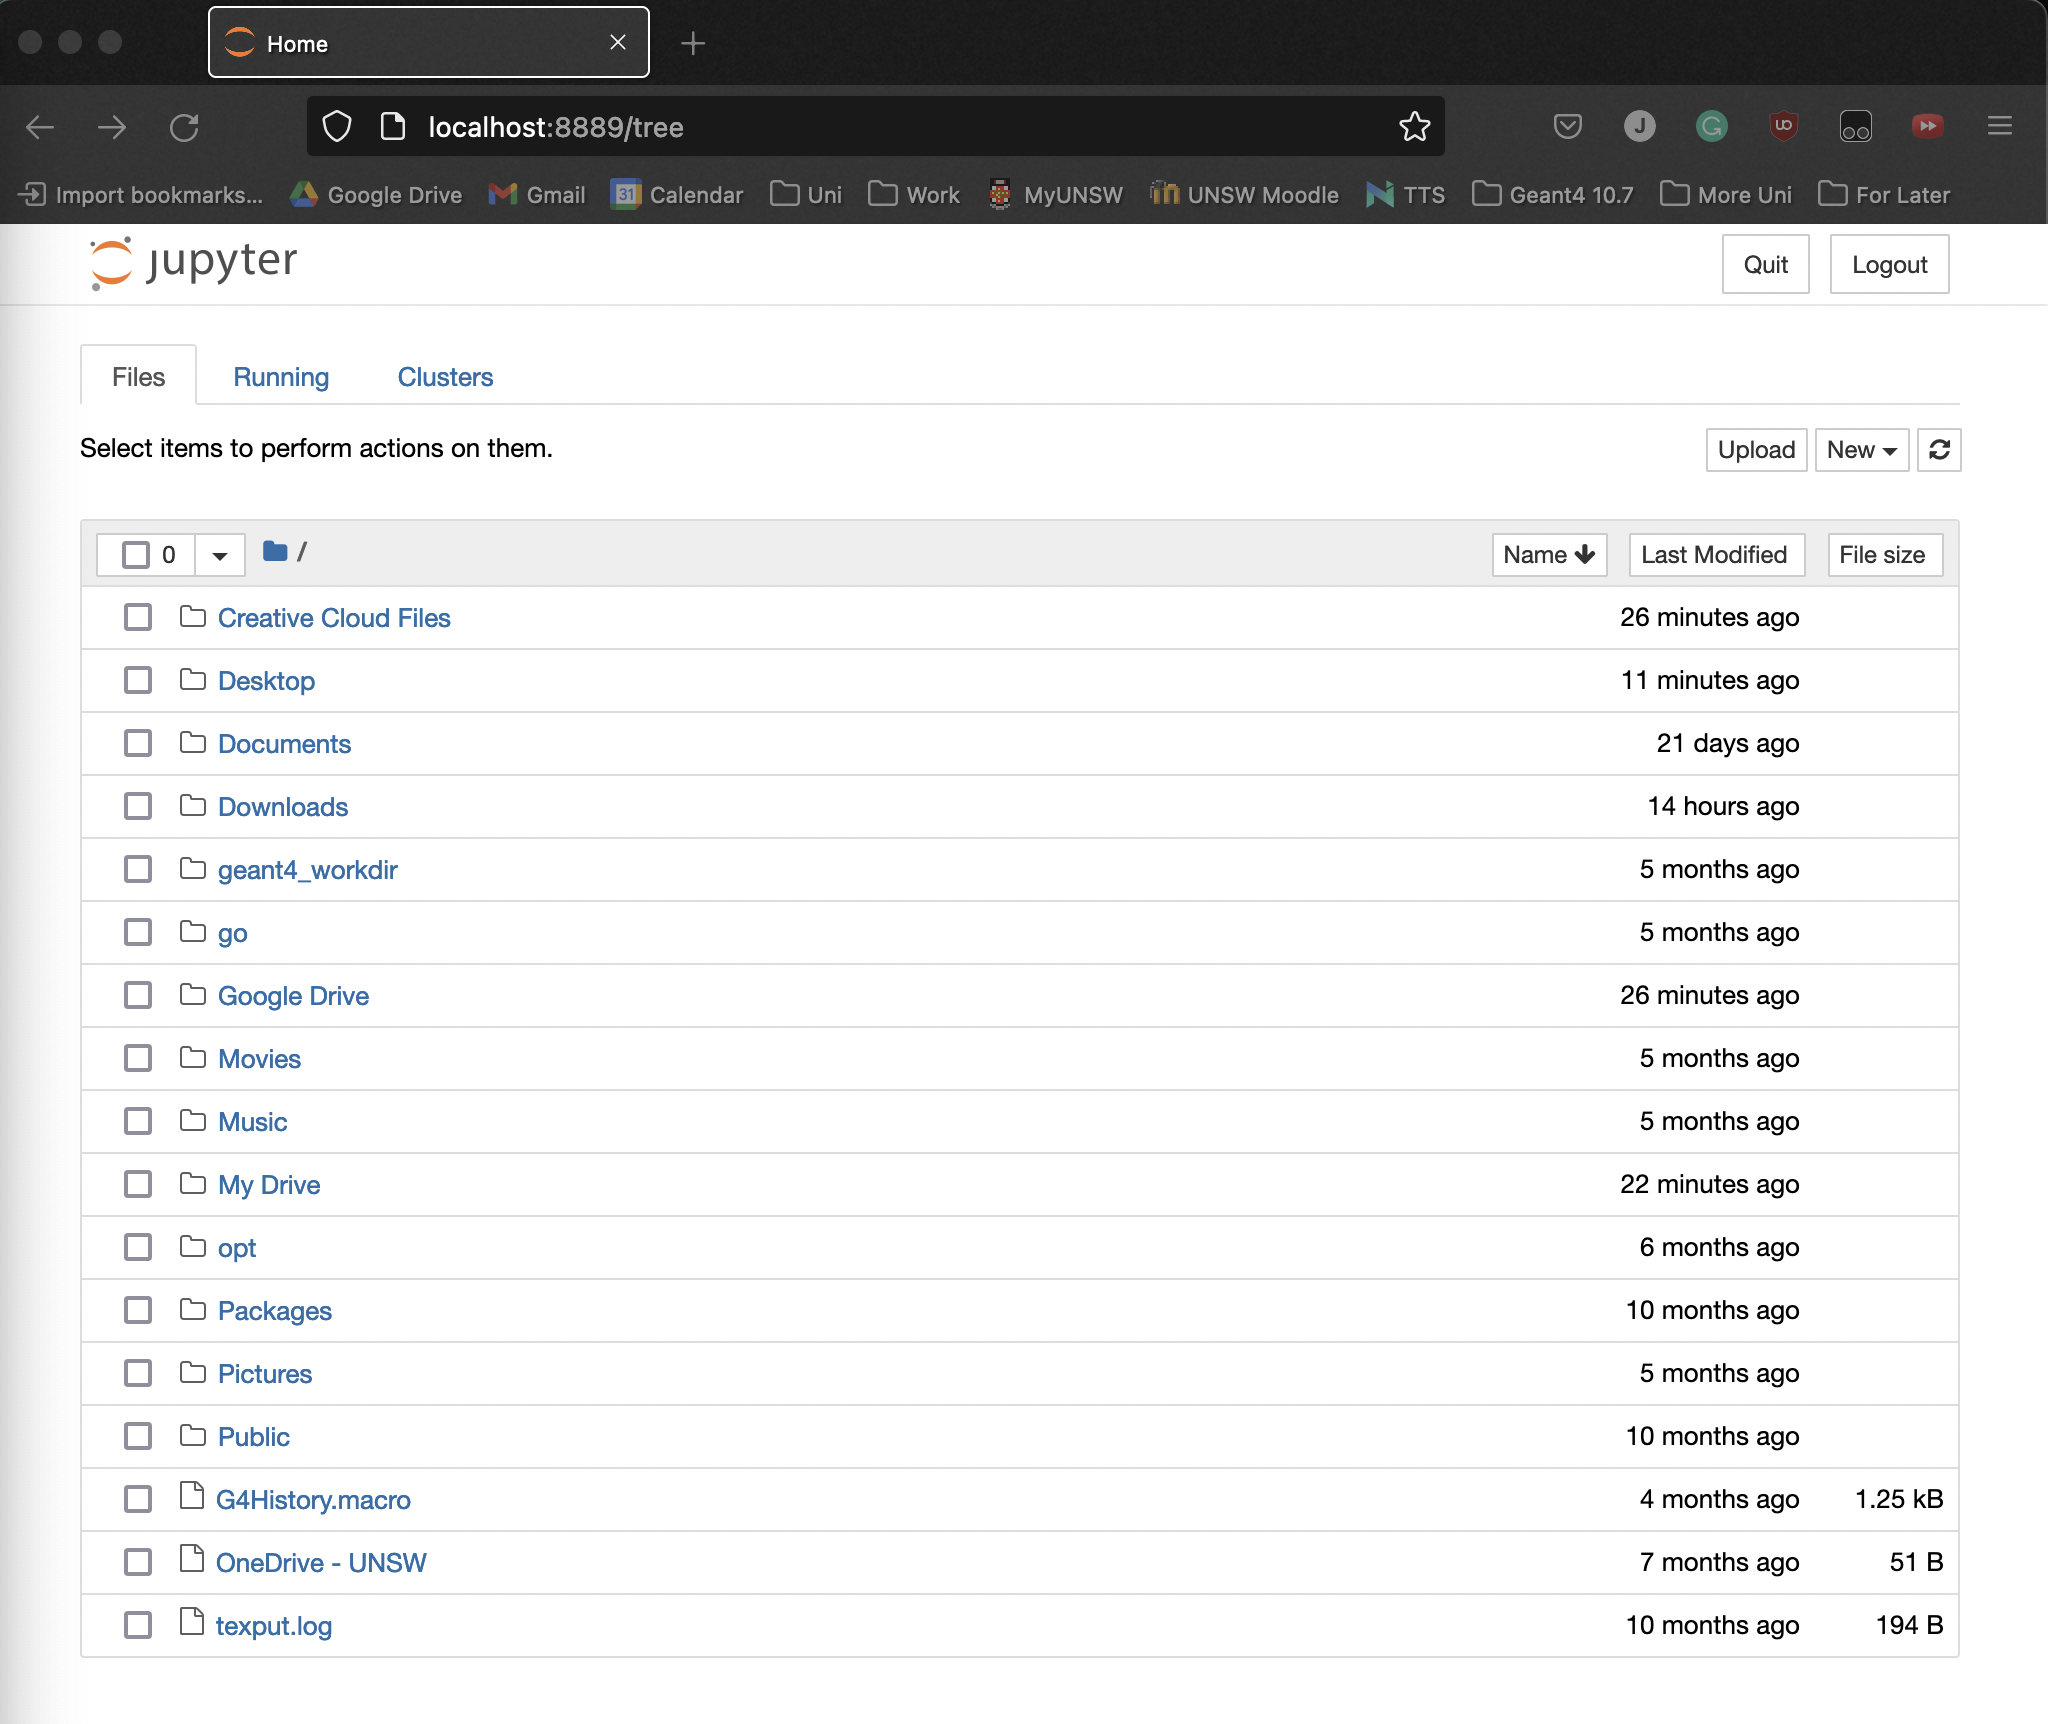 Home
localhost:8889/tree
J
Import bookmarks... Google Drive Gmail 31 Calendar Uni Work MyUNSW UNSW Moodle TTS Geant4 10.7 More Uni For Later
jupyter Quit Logout
Files Running Clusters
Select items to perform actions on them. Upload New
0 / Name Last Modified File size
Creative Cloud Files 26 minutes ago
Desktop 11 minutes ago
Documents 21 days ago
Downloads 14 hours ago
geant4_workdir 5 months ago
go 5 months ago
Google Drive 26 minutes ago
Movies 5 months ago
Music 5 months ago
My Drive 22 minutes ago
opt 6 months ago
Packages 10 months ago
Pictures 5 months ago
Public 10 months ago
G4History.macro 4 months ago 1.25 kB
OneDrive - UNSW 7 months ago 51 B
texput.log 10 months ago 194 B